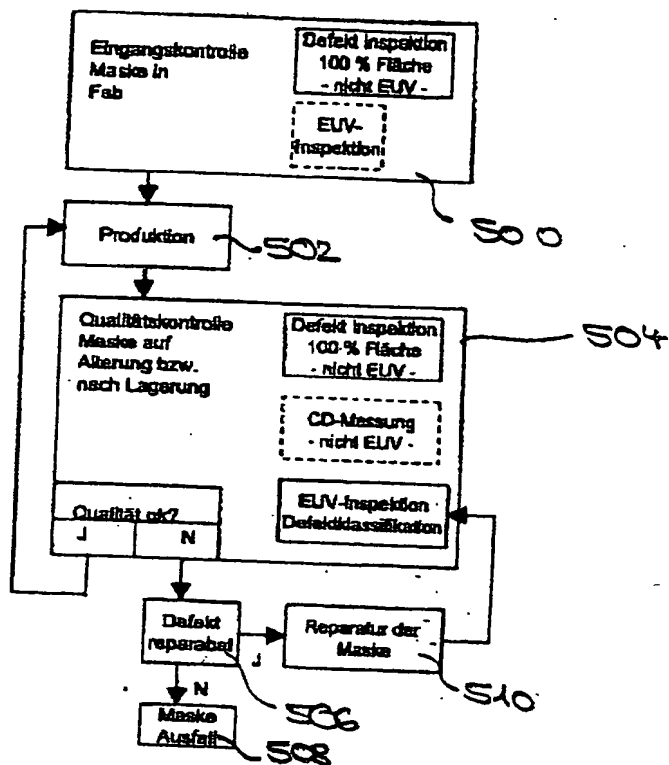 Eingangskontrolle
Maske in
Fab
Defekt Inspektion
100 % Fläche
- nicht EUV -
EUV-
Inspektion
500
Produktion
502
Qualitätskontrolle
Maske auf
Alterung bzw.
nach Lagerung
Defekt Inspektion
100 % Fläche
- nicht EUV -
504
CD-Messung
- nicht EUV -
Qualität ok?
J N
EUV-Inspektion
Defektklassifikation
Defekt
reparabel
J
Reparatur der
Maske
510
N
506
Maske
Ausfall
508